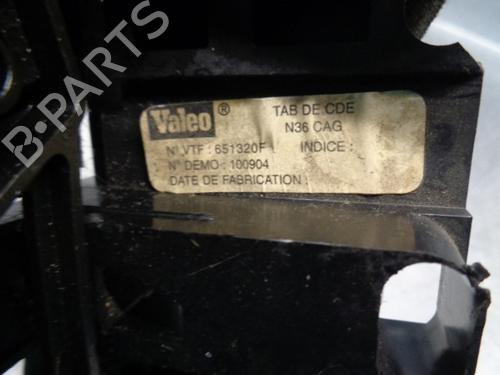 Valeo ® TAB DE CDE
N36 CAG
N° VTF : 651320F INDICE :
N° DEMO : 100904
DATE DE FABRICATION :
B-PARTS